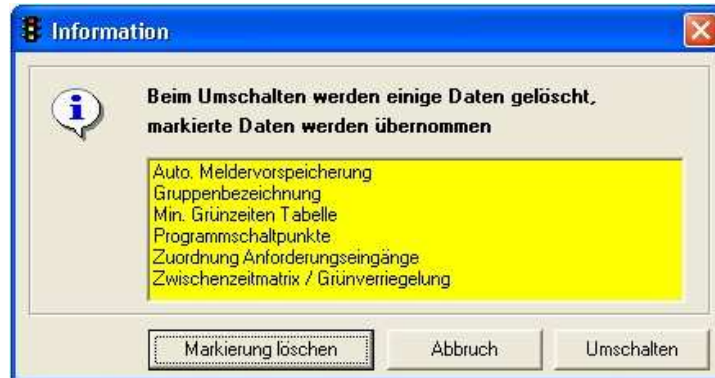 Information
Beim Umschalten werden einige Daten gelöscht,
markierte Daten werden übernommen
Auto. Meldervorspeicherung
Gruppenbezeichnung
Min. Grünzeiten Tabelle
Programmschaltpunkte
Zuordnung Anforderungseingänge
Zwischenzeitmatrix / Grünverriegelung
Markierung löschen Abbruch Umschalten